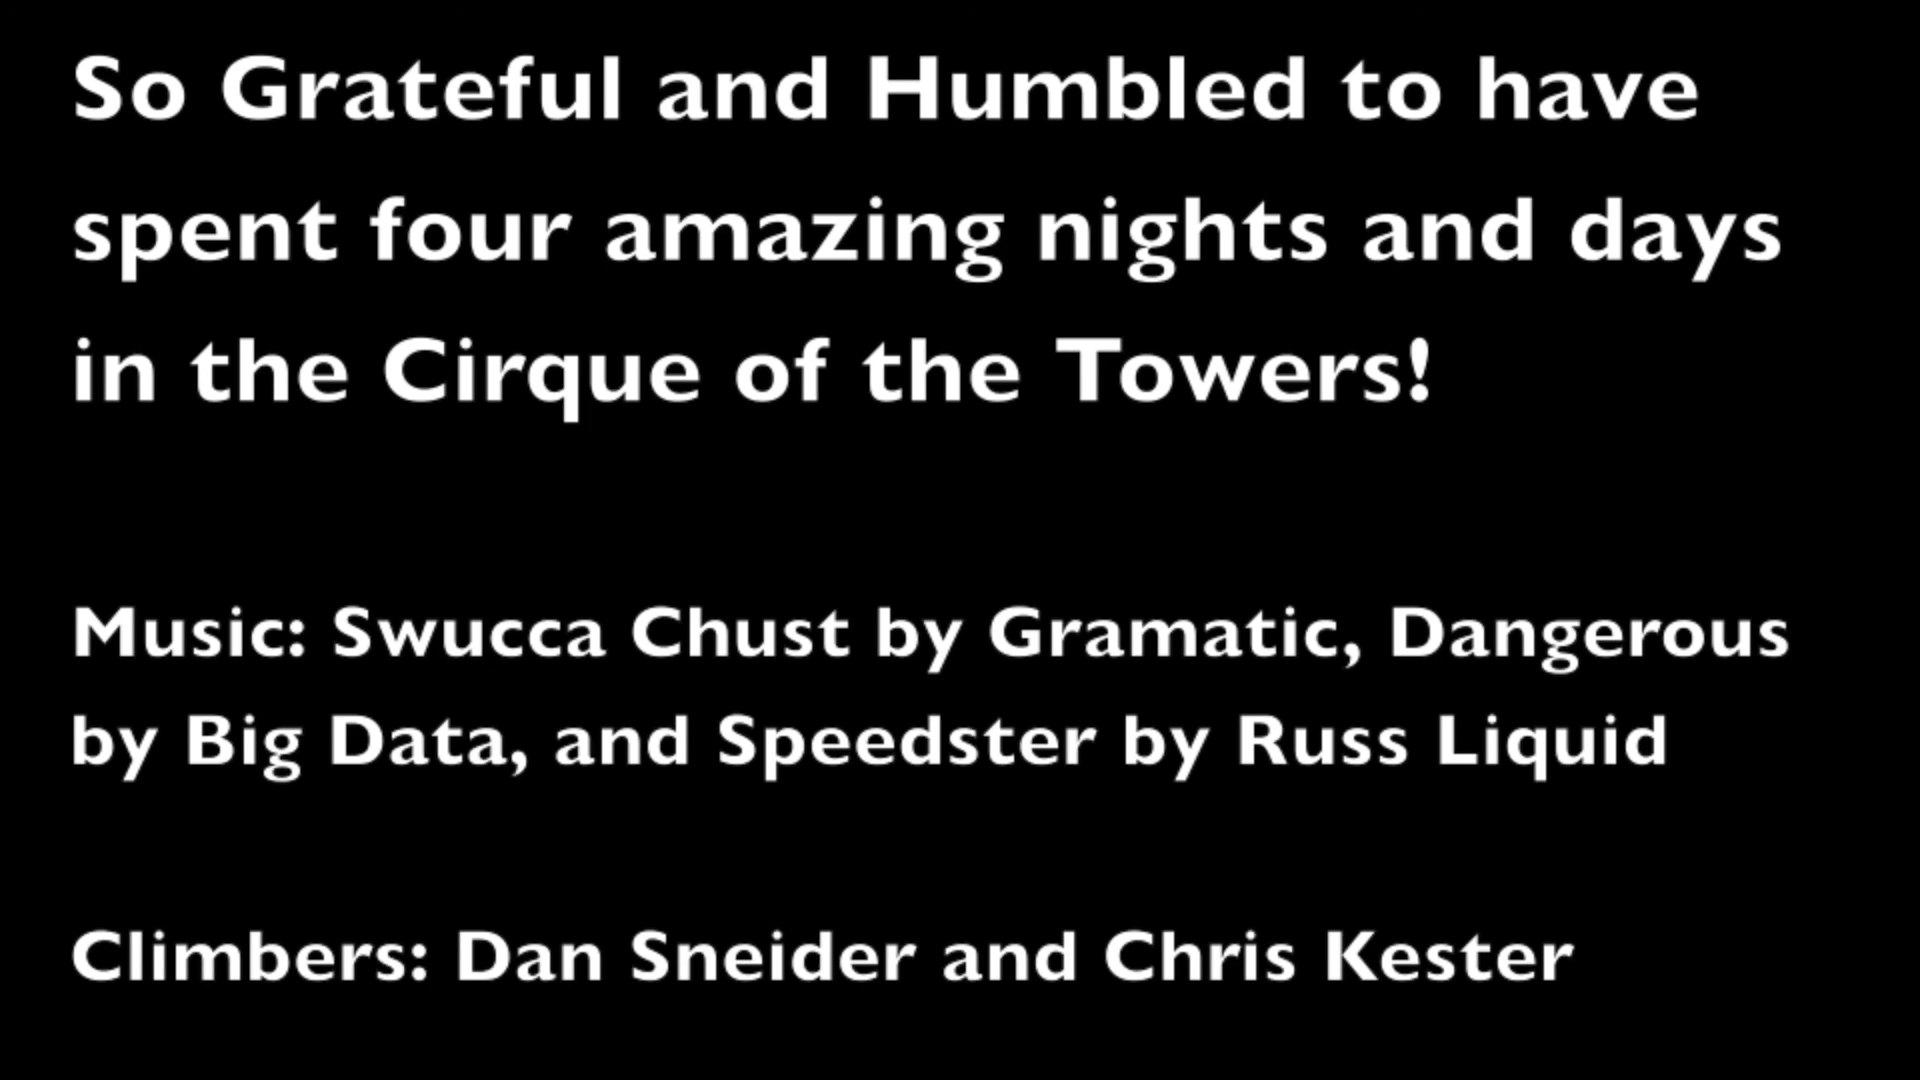 So Grateful and Humbled to have
spent four amazing nights and days
in the Cirque of the Towers!
Music: Swucca Chust by Gramatic, Dangerous
by Big Data, and Speedster by Russ Liquid
Climbers: Dan Sneider and Chris Kester